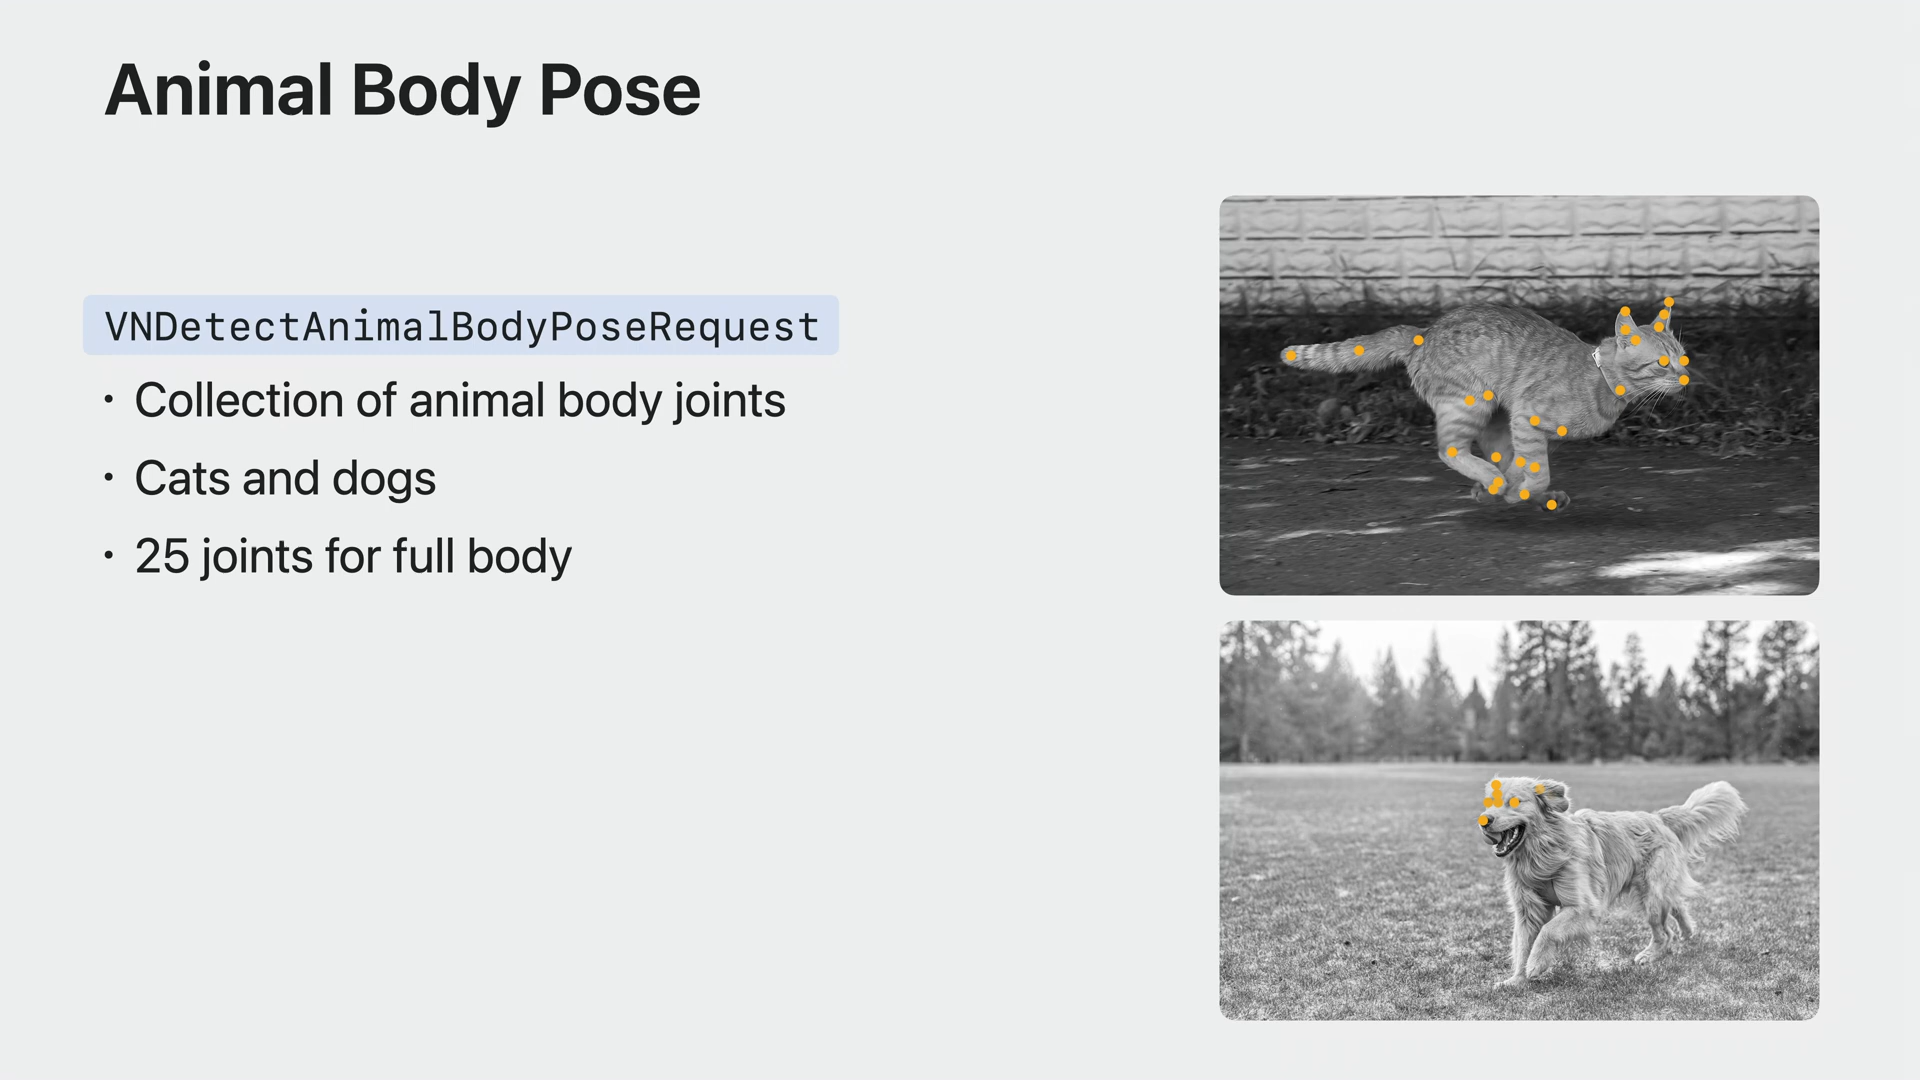 Animal Body Pose
VNDetectAnimalBodyPoseRequest
• Collection of animal body joints
• Cats and dogs
• 25 joints for full body